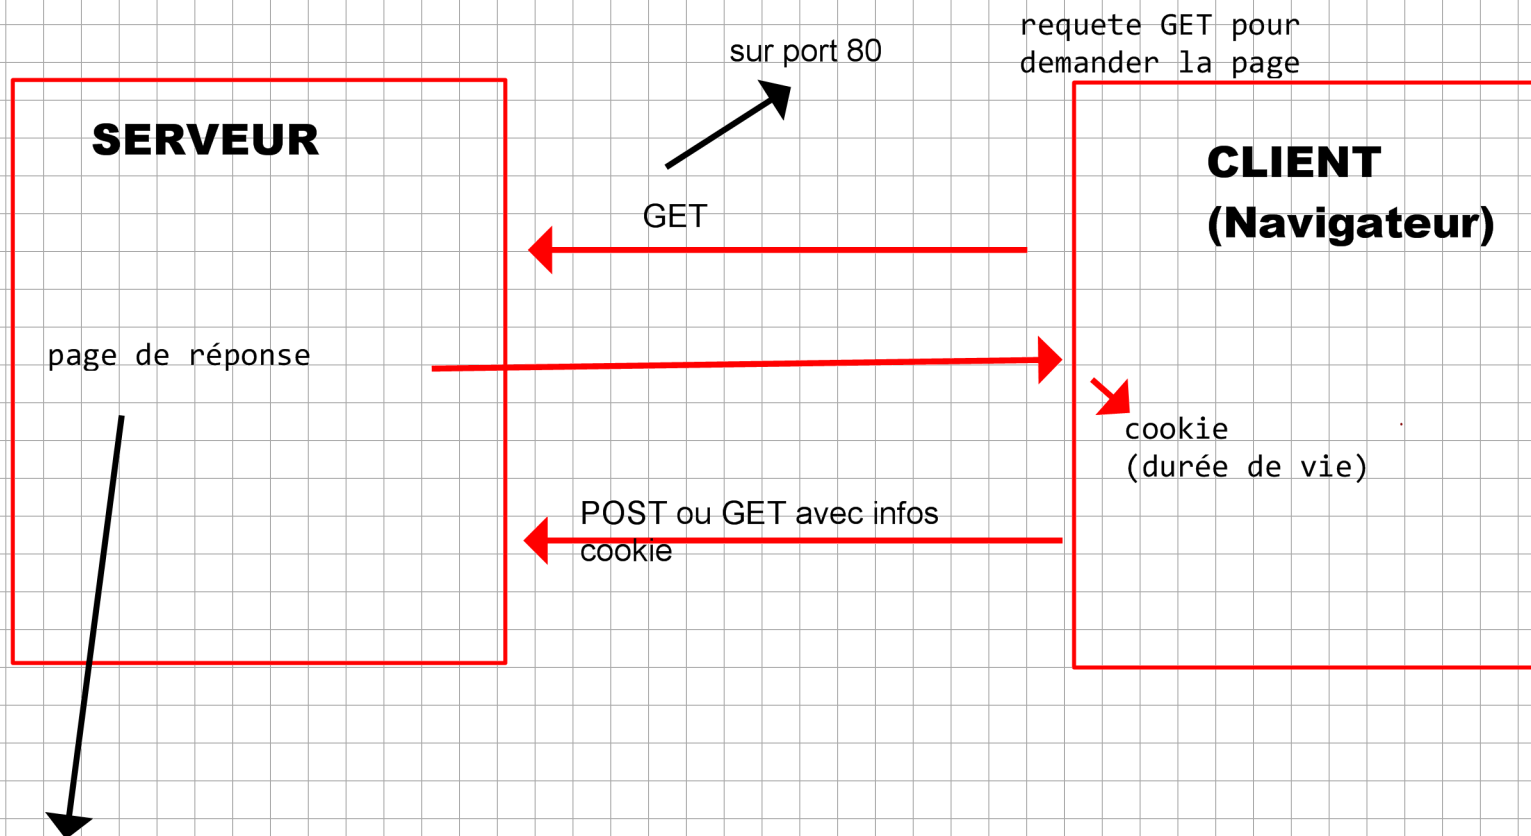 requete GET pour
demander la page
sur port 80
SERVEUR
CLIENT
(Navigateur)
GET
page de réponse
cookie
(durée de vie)
POST ou GET avec infos
cookie